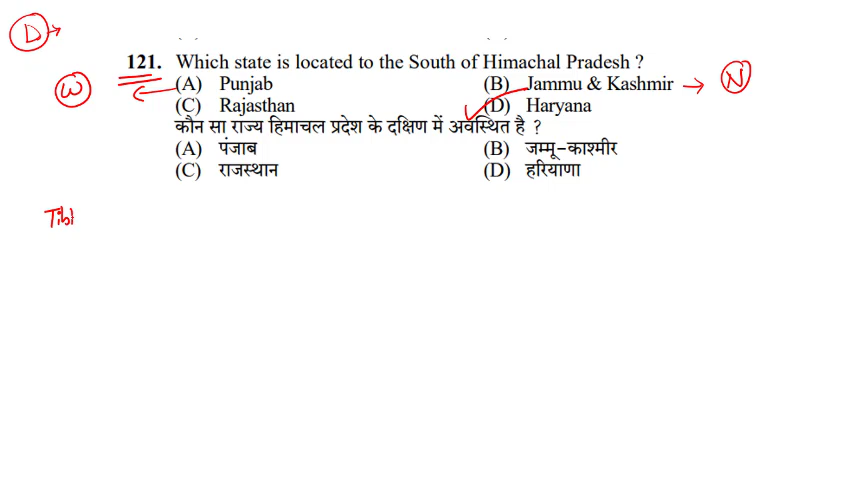 D
121. Which state is located to the South of Himachal Pradesh ?
W (A) Punjab (B) Jammu & Kashmir N
(C) Rajasthan (D) Haryana
कौन सा राज्य हिमाचल प्रदेश के दक्षिण में अवस्थित है ?
(A) पंजाब (B) जम्मू-काश्मीर
(C) राजस्थान (D) हरियाणा